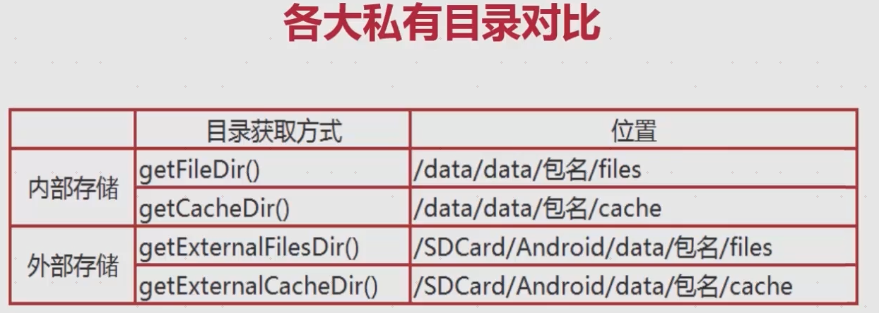 各大私有目录对比
目录获取方式 位置
内部存储 getFileDir() /data/data/包名/files
getCacheDir() /data/data/包名/cache
外部存储 getExternalFilesDir() /SDCard/Android/data/包名/files
getExternalCacheDir() /SDCard/Android/data/包名/cache